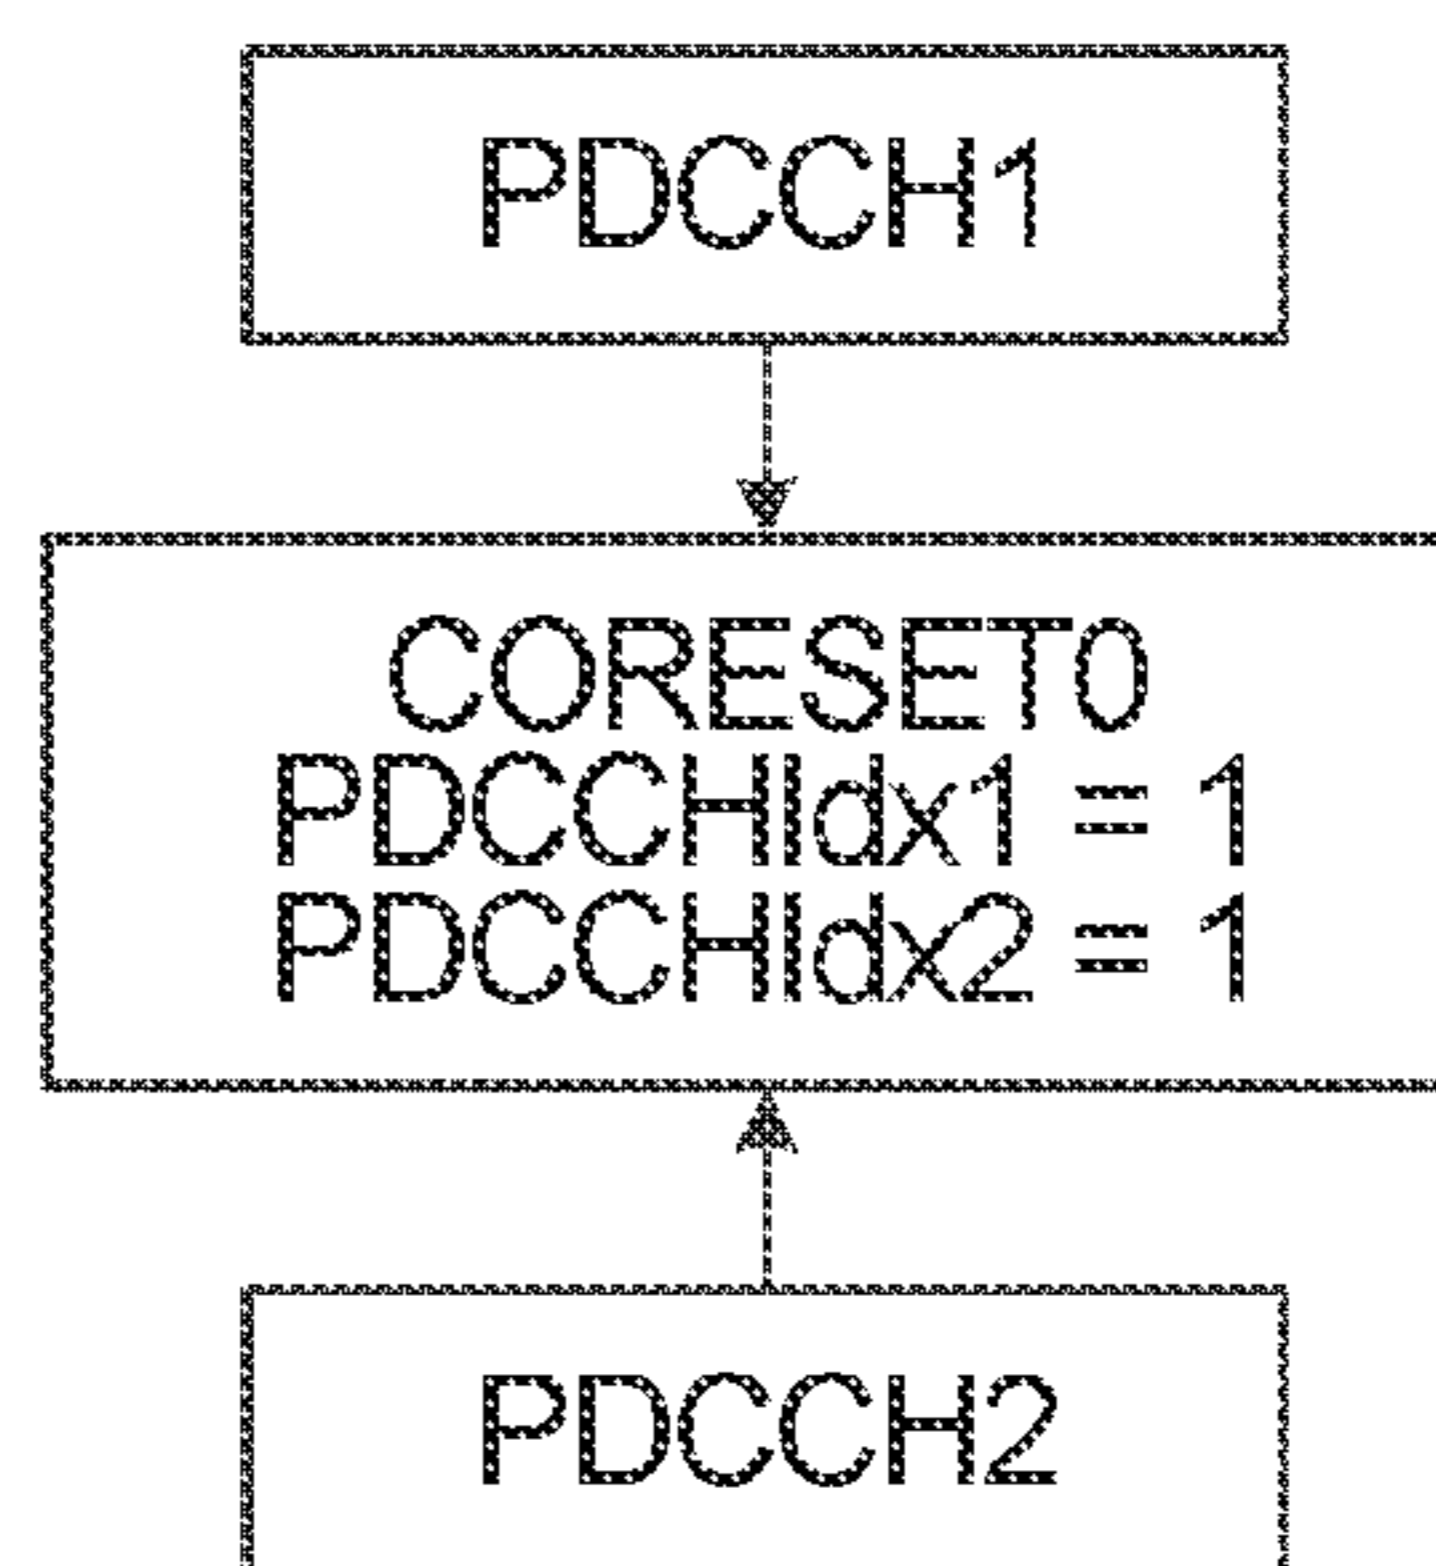 PDCCH1
CORESET0
PDCCHIdx1 = 1
PDCCHIdx2 = 1
PDCCH2